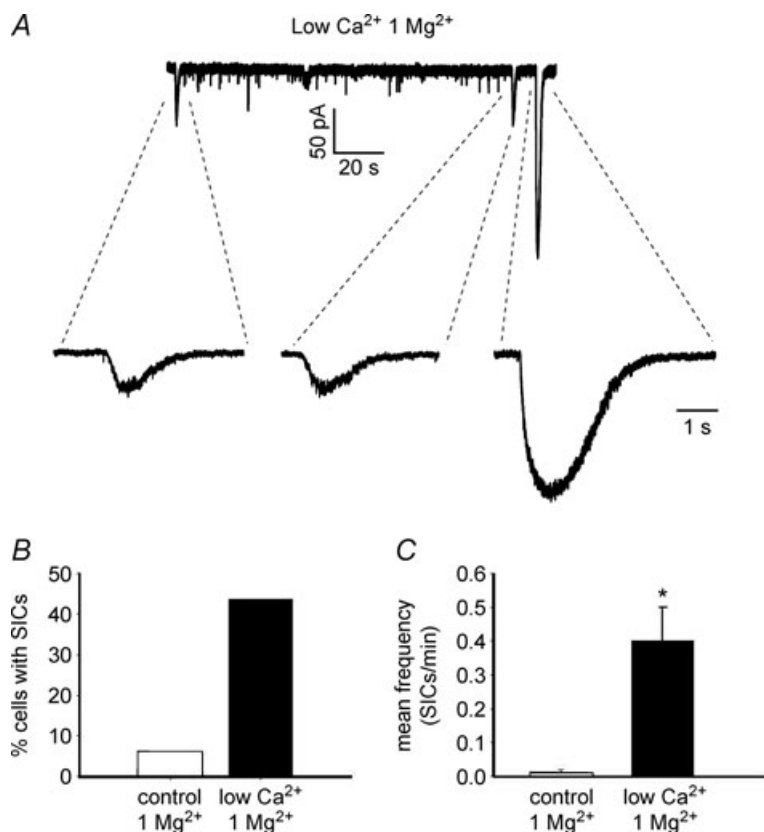 A
Low Ca²⁺ 1 Mg²⁺
50 pA
20 s
1 s
B
% cells with SICs
50
40
30
20
10
0
control
1 Mg²⁺
low Ca²⁺
1 Mg²⁺
C
mean frequency
(SICs/min)
0.6
0.5
0.4
0.3
0.2
0.1
0.0
*
control
1 Mg²⁺
low Ca²⁺
1 Mg²⁺